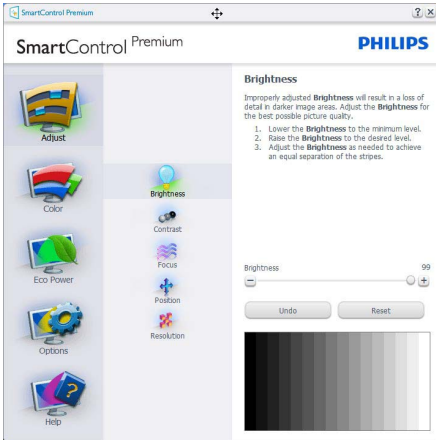 SmartControl Premium
SmartControl Premium
PHILIPS
Adjust
Color
Eco Power
Options
Help
Brightness
Contrast
Focus
Position
Resolution
Brightness
Improperly adjusted Brightness will result in a loss of
detail in darker image areas. Adjust the Brightness for
the best possible picture quality.
1. Lower the Brightness to the minimum level.
2. Raise the Brightness to the desired level.
3. Adjust the Brightness as needed to achieve
an equal separation of the stripes.
Brightness 99
Undo Reset